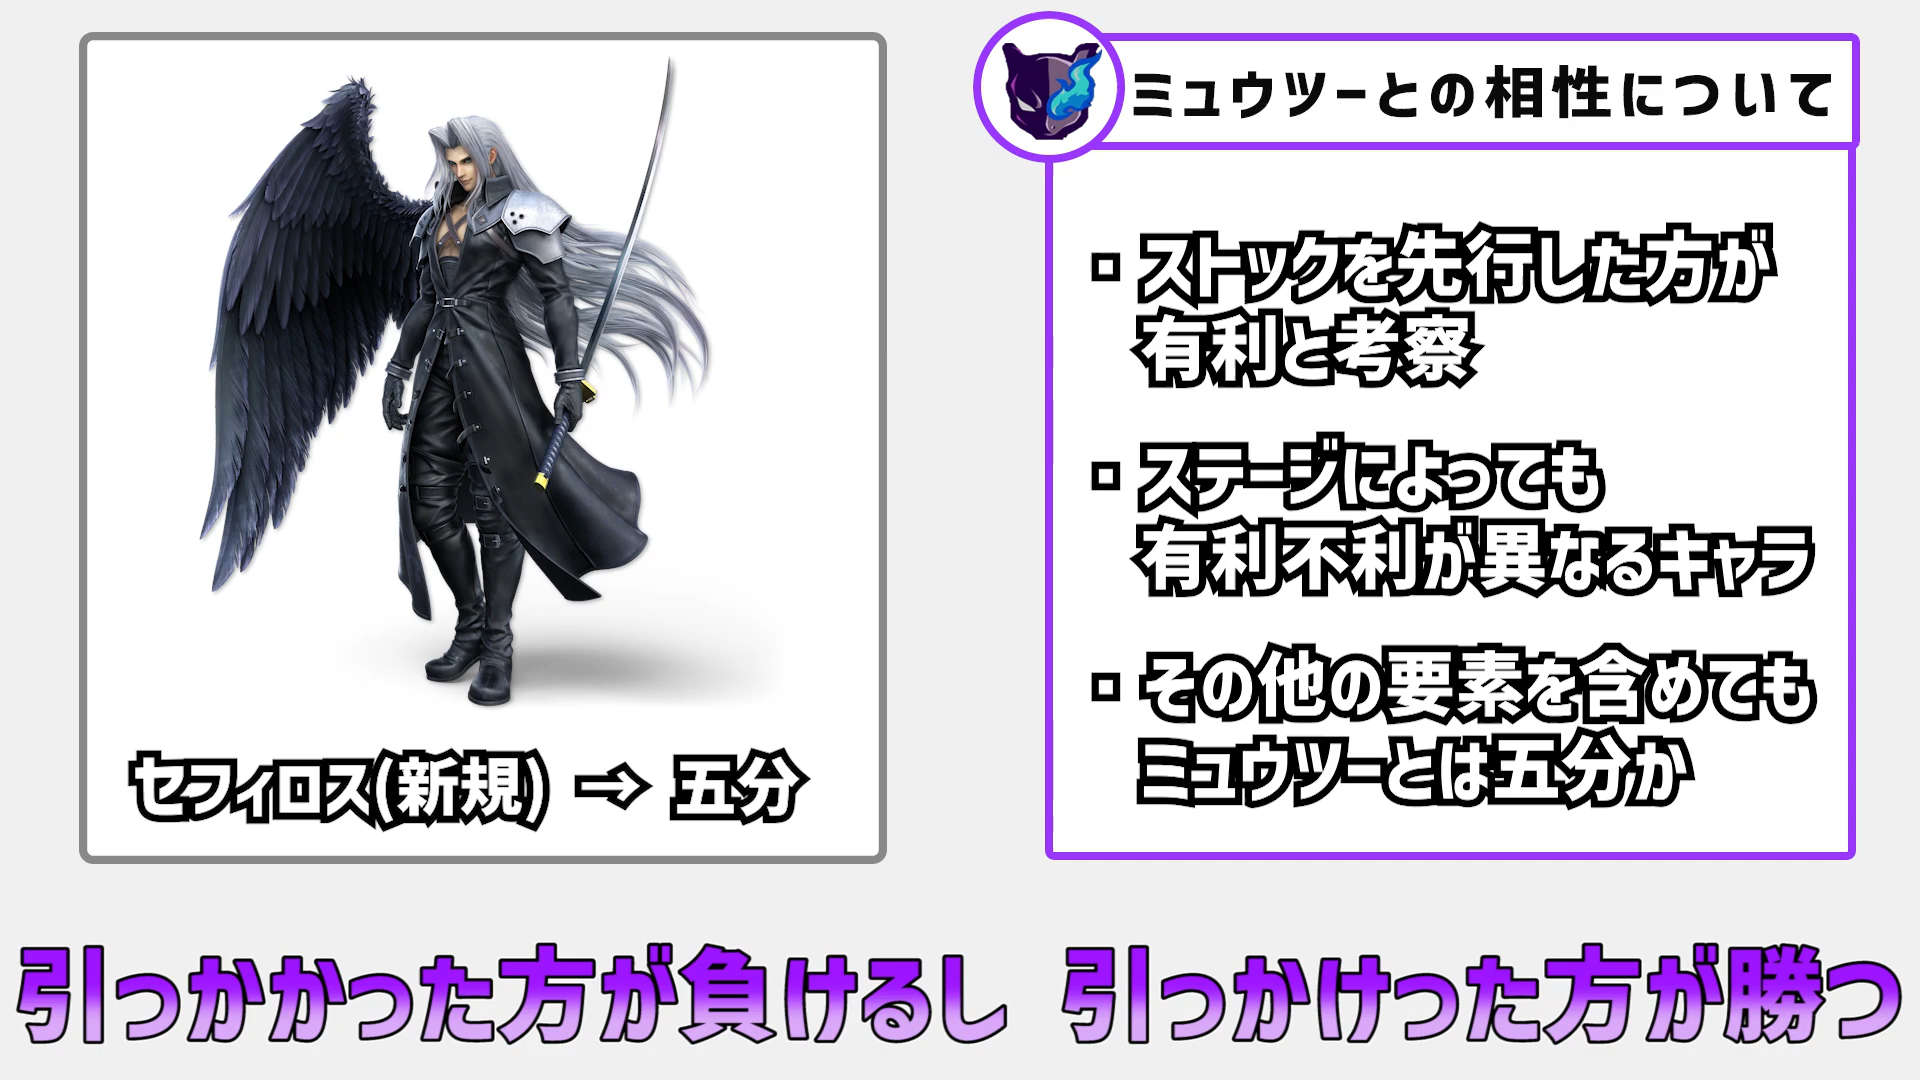 ミュウツーとの相性について
▫ ストックを先行した方が
有利と考察
▫ ステージによっても
有利不利が異なるキャラ
▫ その他の要素を含めても
ミュウツーとは五分か
セフィロス(新規) ⇒ 五分
引っかかった方が負けるし 引っかけった方が勝つ